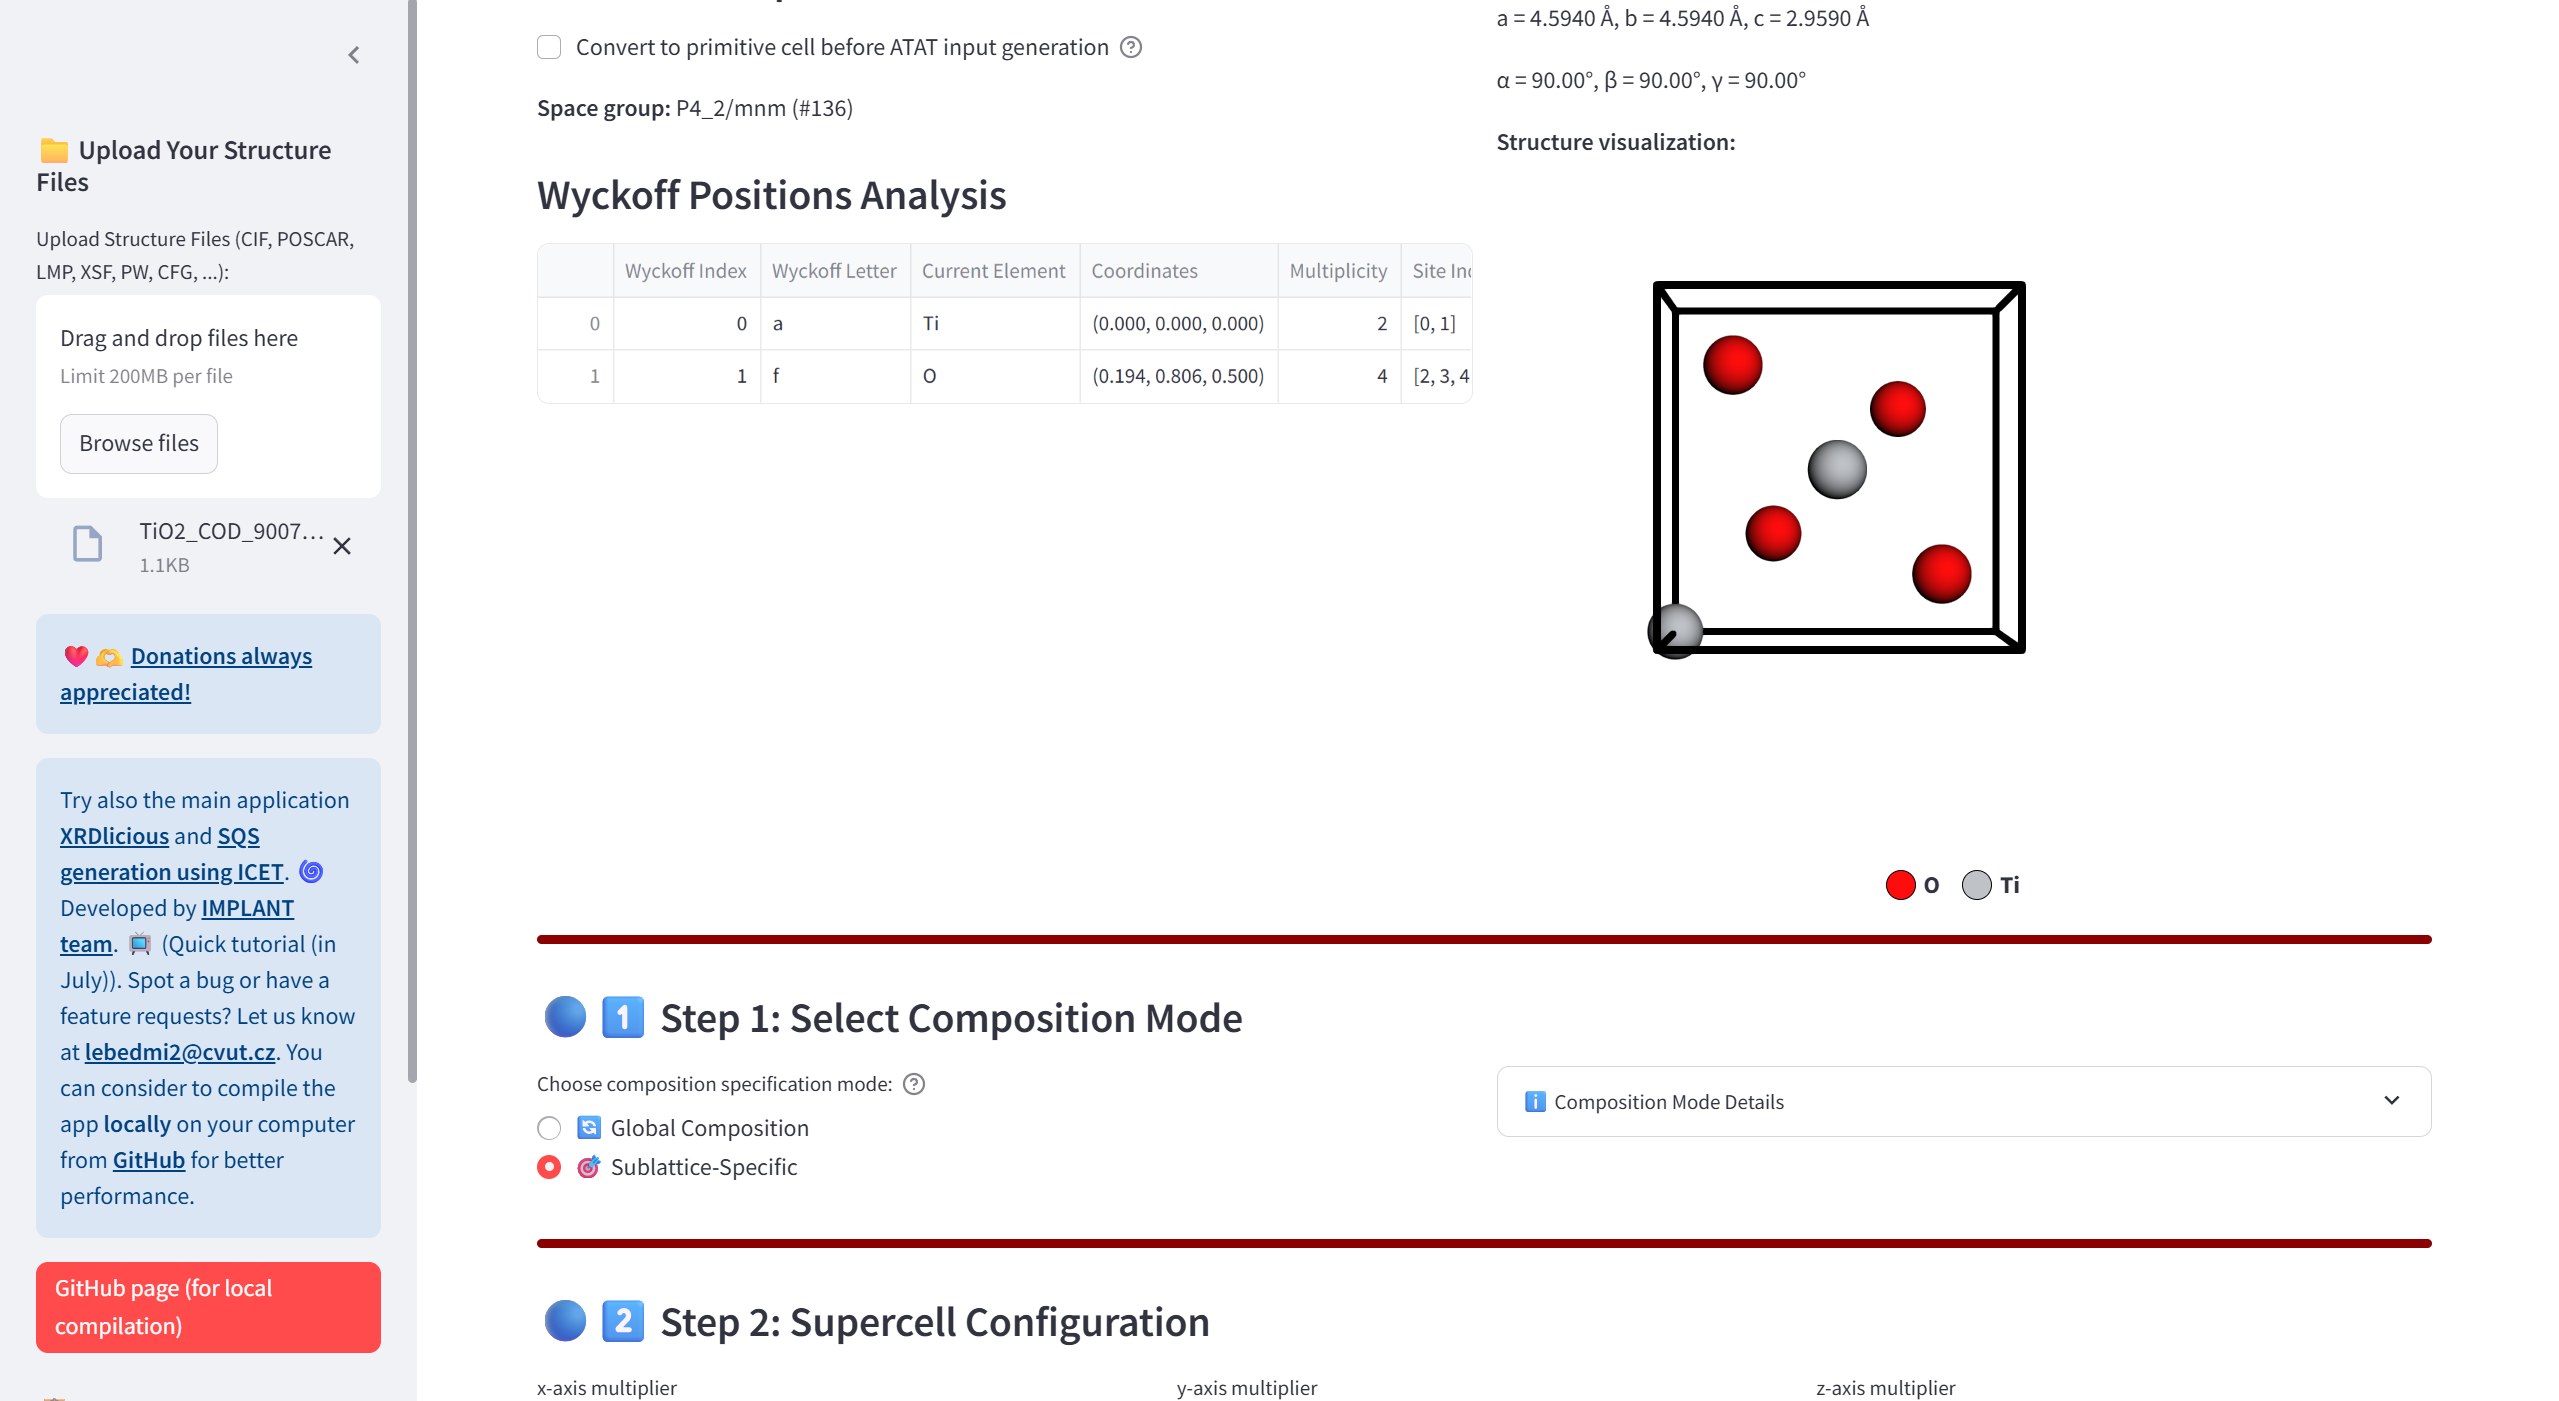 Upload Your Structure
Files
Upload Structure Files (CIF, POSCAR,
LMP, XSF, PW, CFG, ...):
Drag and drop files here
Limit 200MB per file
Browse files
TiO2_COD_9007...
1.1KB
Donations always
appreciated!
Try also the main application
XRDlicious and SQS
generation using ICET.
Developed by IMPLANT
team. (Quick tutorial (in
July)). Spot a bug or have a
feature requests? Let us know
at lebedmi2@cvut.cz. You
can consider to compile the
app locally on your computer
from GitHub for better
performance.
GitHub page (for local
compilation)
Convert to primitive cell before ATAT input generation
Space group: P4_2/mnm (#136)
Wyckoff Positions Analysis
Wyckoff Index Wyckoff Letter Current Element Coordinates Multiplicity Site Inc
0 0 a Ti (0.000, 0.000, 0.000) 2 [0, 1]
1 1 f O (0.194, 0.806, 0.500) 4 [2, 3, 4
a = 4.5940 Å, b = 4.5940 Å, c = 2.9590 Å
α = 90.00°, β = 90.00°, γ = 90.00°
Structure visualization:
O Ti
1 Step 1: Select Composition Mode
Choose composition specification mode: ?
Global Composition
Sublattice-Specific
i Composition Mode Details
2 Step 2: Supercell Configuration
x-axis multiplier y-axis multiplier z-axis multiplier